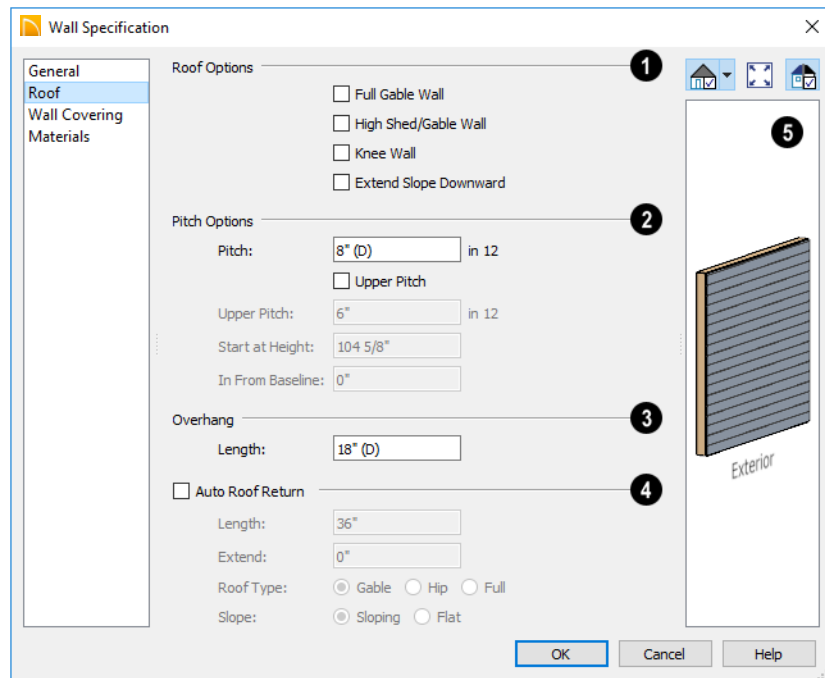 Wall Specification
General
Roof
Wall Covering
Materials
Roof Options 1
Full Gable Wall
High Shed/Gable Wall
Knee Wall
Extend Slope Downward
Pitch Options 2
Pitch: 8" (D) in 12
Upper Pitch
Upper Pitch: 6" in 12
Start at Height: 104 5/8"
In From Baseline: 0"
Overhang 3
Length: 18" (D)
Auto Roof Return 4
Length: 36"
Extend: 0"
Roof Type: Gable Hip Full
Slope: Sloping Flat
5
Exterior
OK Cancel Help